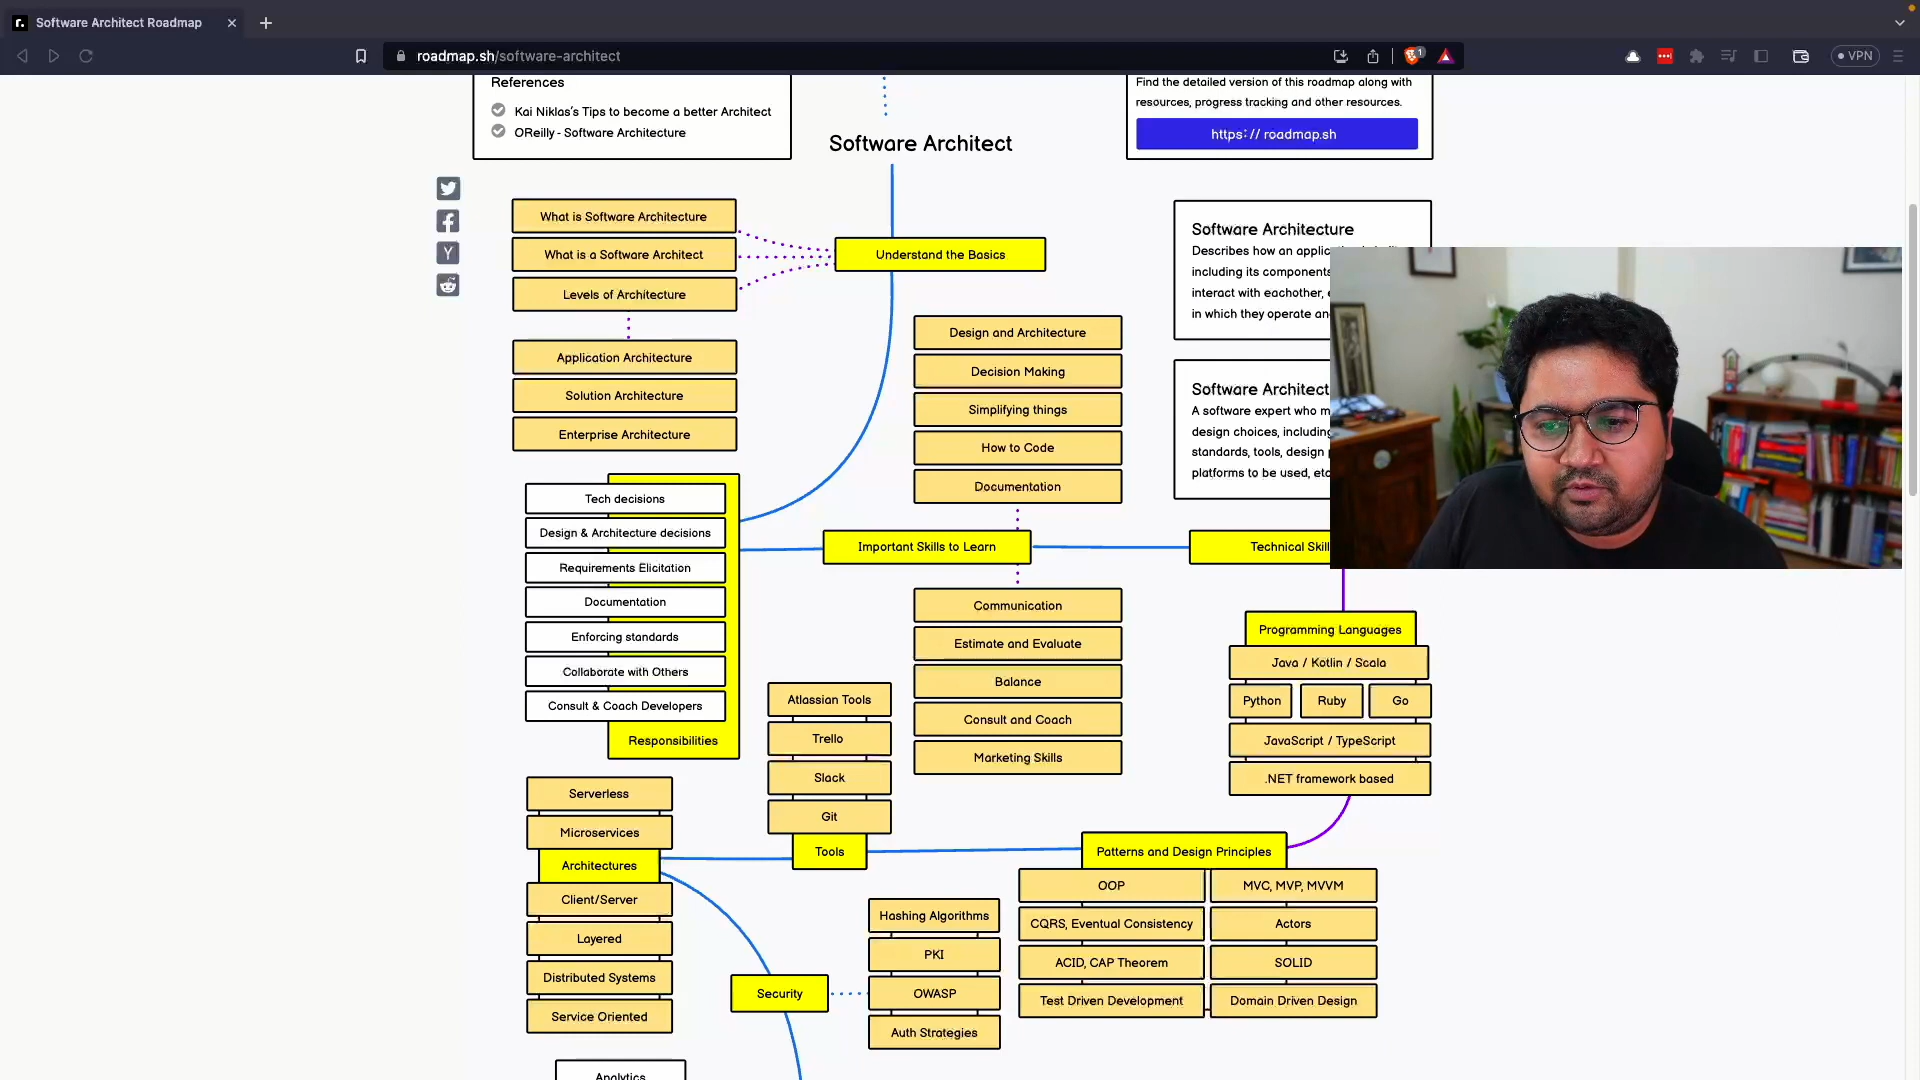 Software Architect Roadmap
roadmap.sh/software-architect
1
VPN
References
Kai Niklas's Tips to become a better Architect
OReilly - Software Architecture
Software Architect
Find the detailed version of this roadmap along with
resources, progress tracking and other resources.
https: // roadmap.sh
What is Software Architecture
What is a Software Architect
Levels of Architecture
Understand the Basics
Application Architecture
Solution Architecture
Enterprise Architecture
Design and Architecture
Decision Making
Simplifying things
How to Code
Documentation
Software Architecture
Describes how an
including its components
interact with eachother,
in which they operate
Software Architect
A software expert who
design choices, including
standards, tools, design
platforms to be used,
Tech decisions
Design & Architecture decisions
Requirements Elicitation
Documentation
Enforcing standards
Collaborate with Others
Consult & Coach Developers
Responsibilities
Important Skills to Learn
Technical Skill
Communication
Estimate and Evaluate
Balance
Consult and Coach
Marketing Skills
Programming Languages
Java / Kotlin / Scala
Python
Ruby
Go
JavaScript / TypeScript
.NET framework based
Atlassian Tools
Trello
Slack
Git
Tools
Serverless
Microservices
Architectures
Client/Server
Layered
Distributed Systems
Service Oriented
Patterns and Design Principles
OOP
MVC, MVP, MVVM
CQRS, Eventual Consistency
Actors
ACID, CAP Theorem
SOLID
Test Driven Development
Domain Driven Design
Hashing Algorithms
PKI
OWASP
Auth Strategies
Security
Analytics